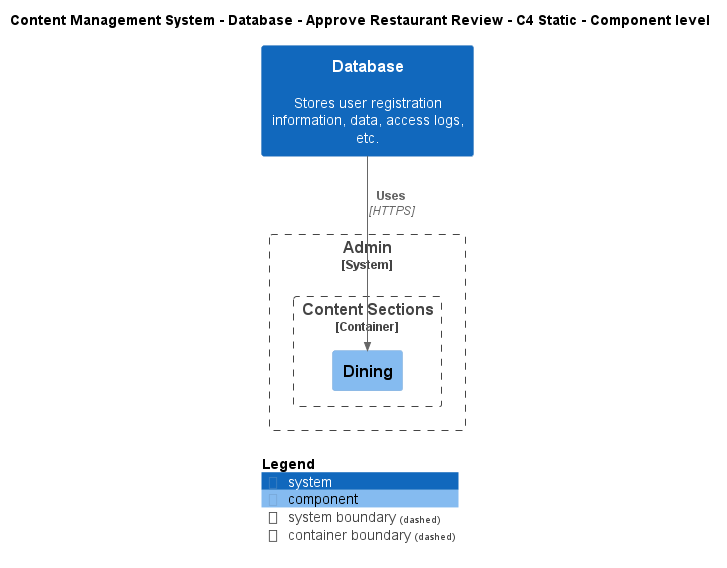 Content Management System - Database - Approve Restaurant Review - C4 Static - Component level
Database
Stores user registration
information, data, access logs,
etc.
Uses
[HTTPS]
Admin
[System]
Content Sections
[Container]
Dining
Legend
system
component
system boundary (dashed)
container boundary (dashed)